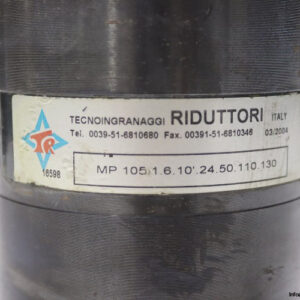 TECNOINGRANAGGI RIDUTTORI ITALY
Tel. 0039-51-6810680 Fax. 00391-51-6810346 03/2004
TR
16598
MP 105.1.6.10'.24.50.110.130